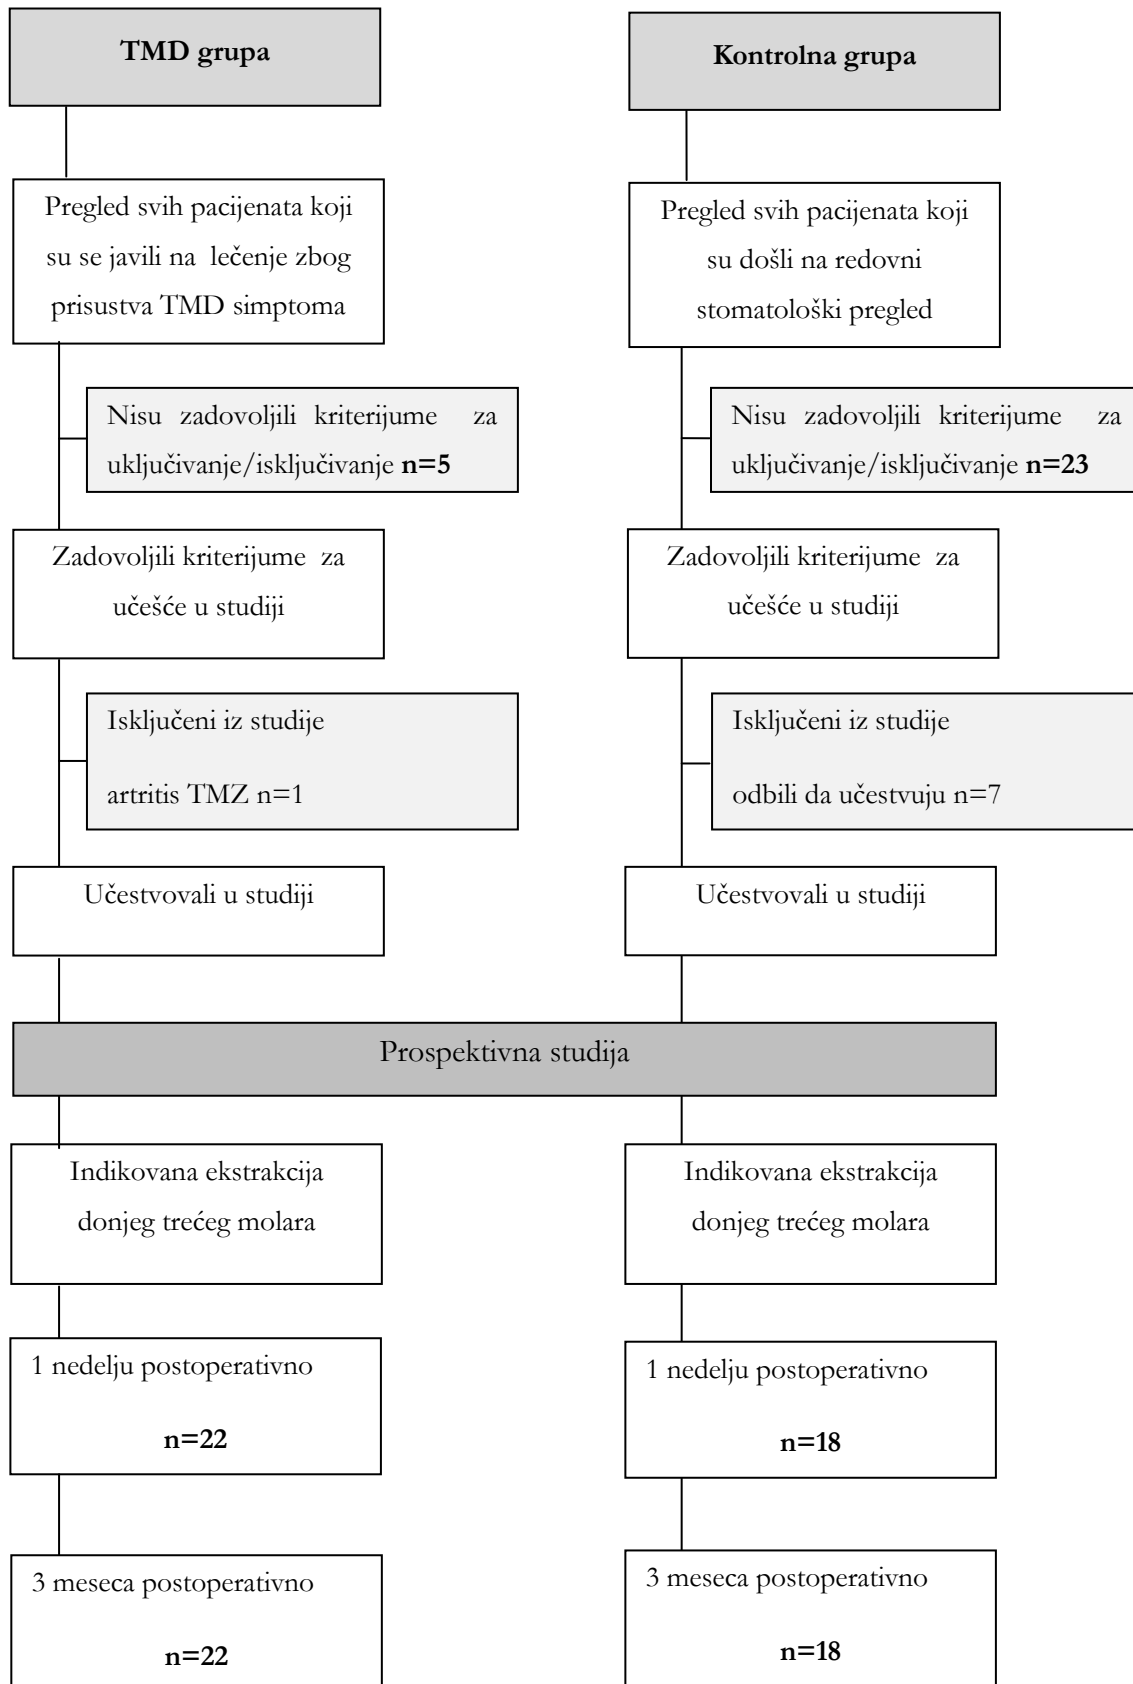 TMD grupa
Kontrolna grupa
Pregled svih pacijenata koji
su se javili na lečenje zbog
prisustva TMD simptoma
Pregled svih pacijenata koji
su došli na redovni
stomatološki pregled
Nisu zadovoljili kriterijume za
uključivanje/isključivanje n=5
Nisu zadovoljili kriterijume za
uključivanje/isključivanje n=23
Zadovoljili kriterijume za
učešće u studiji
Zadovoljili kriterijume za
učešće u studiji
Isključeni iz studije
artritis TMZ n=1
Isključeni iz studije
odbili da učestvuju n=7
Učestvovali u studiji
Učestvovali u studiji
Prospektivna studija
Indikovana ekstrakcija
donjeg trećeg molara
Indikovana ekstrakcija
donjeg trećeg molara
1 nedelju postoperativno
n=22
1 nedelju postoperativno
n=18
3 meseca postoperativno
n=22
3 meseca postoperativno
n=18